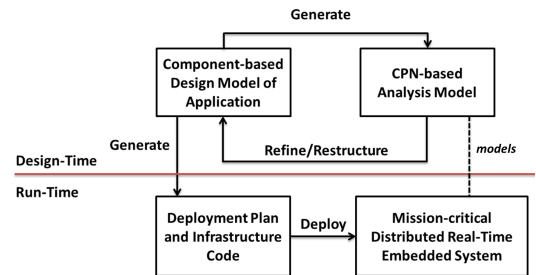 Generate
Component-based
Design Model of
Application
CPN-based
Analysis Model
Generate
Refine/Restructure
models
Design-Time
Run-Time
Deployment Plan
and Infrastructure
Code
Deploy
Mission-critical
Distributed Real-Time
Embedded System